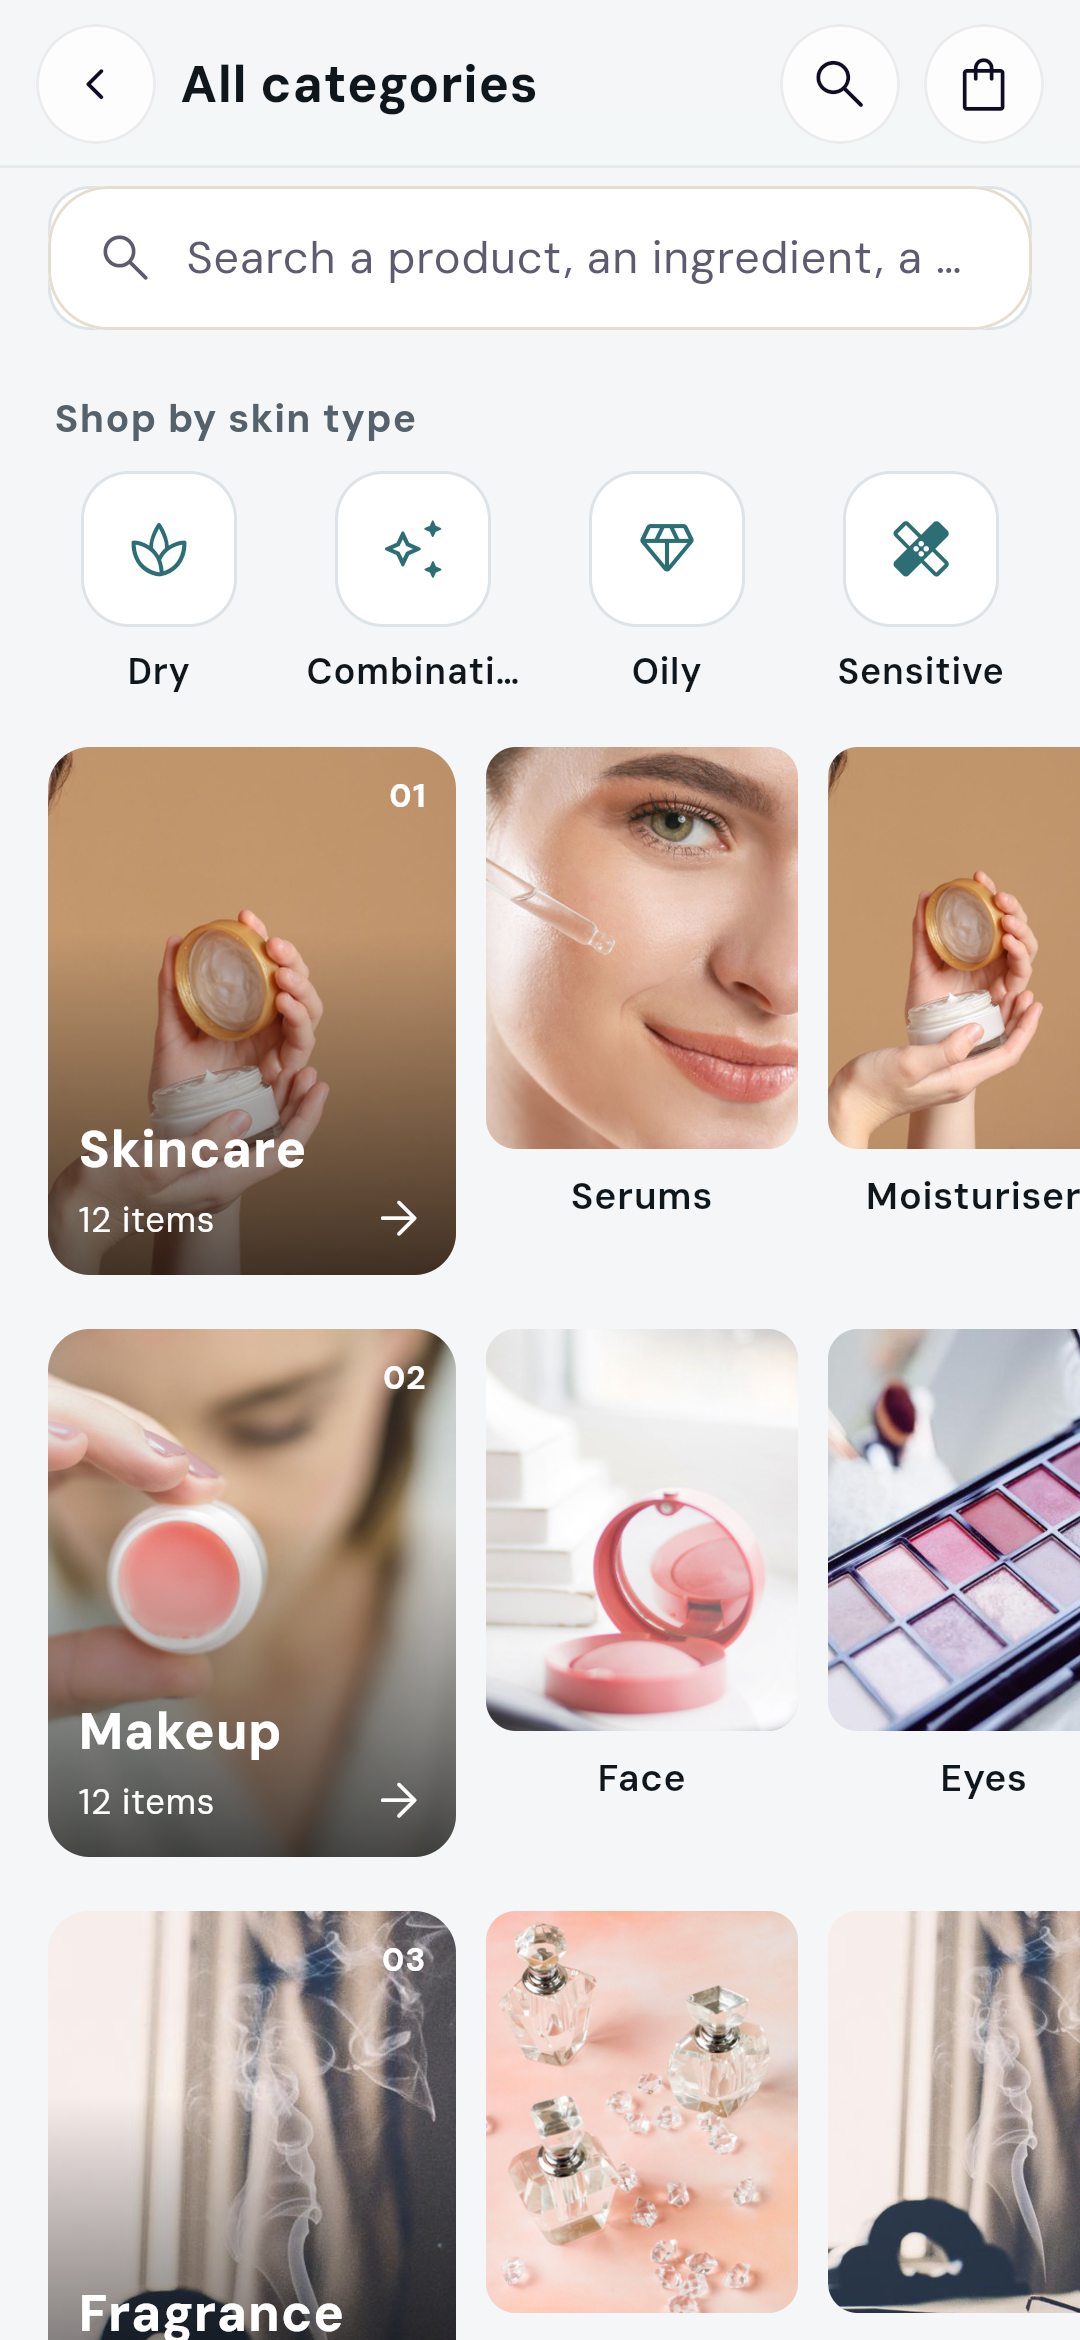 All categories
Search a product, an ingredient, a ...
Shop by skin type
Dry
Combinati...
Oily
Sensitive
01
Skincare
12 items
Serums
Moisturiser
02
Makeup
12 items
Face
Eyes
03
Fragrance